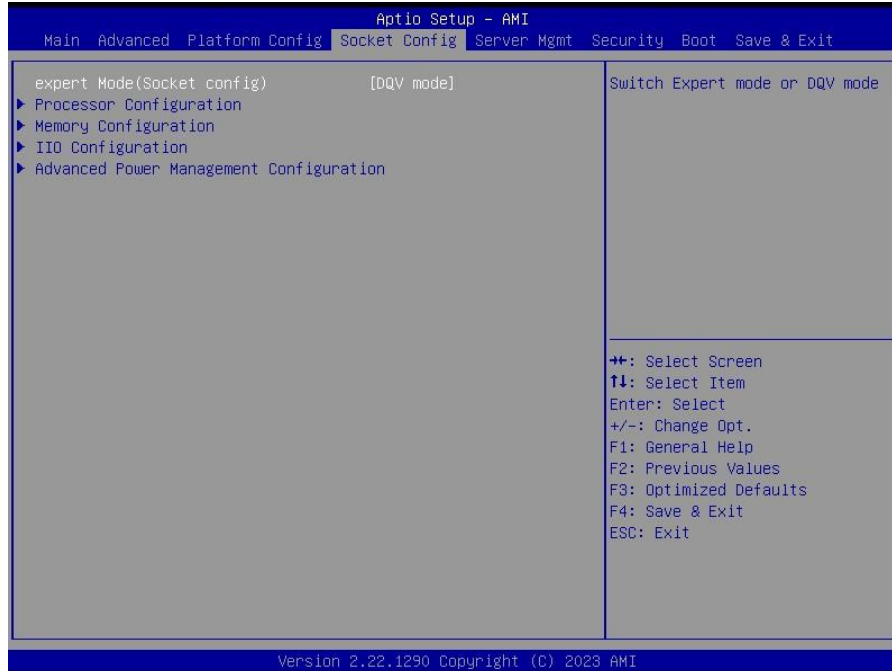 Aptio Setup - AMI
Main Advanced Platform Config Socket Config Server Mgmt Security Boot Save & Exit
expert Mode(Socket config) [DQV mode]
Processor Configuration
Memory Configuration
IIO Configuration
Advanced Power Management Configuration
Switch Expert mode or DQV mode
→←: Select Screen
↑↓: Select Item
Enter: Select
+/-: Change Opt.
F1: General Help
F2: Previous Values
F3: Optimized Defaults
F4: Save & Exit
ESC: Exit
Version 2.22.1290 Copyright (C) 2023 AMI